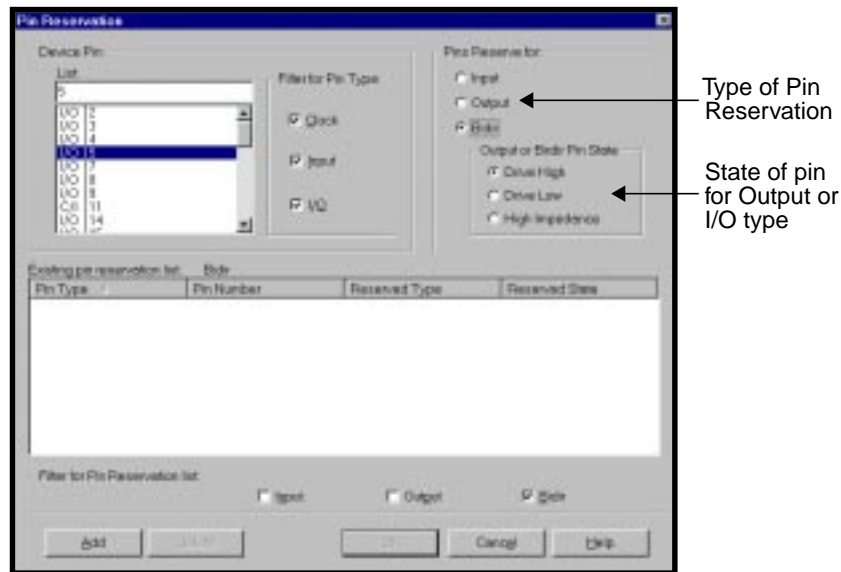 Pin Reservation
Device Pin:
List:
5
I/O 2
I/O 3
I/O 4
I/O 5
I/O 7
I/O 8
I/O 9
C/I 11
I/O 14
Filter for Pin Type:
Clock
Input
I/O
Pins Reserve for:
Input
Output
Bidir
Output or Birdir Pin State
Drive High
Drive Low
High Impedence
Type of Pin
Reservation
State of pin
for Output or
I/O type
Existing pin reservation list: Bidir
Pin Type Pin Number Reserved Type Reserved State
Filter for Pin Reservation list:
Input Output Bidir
Add Cancel Help